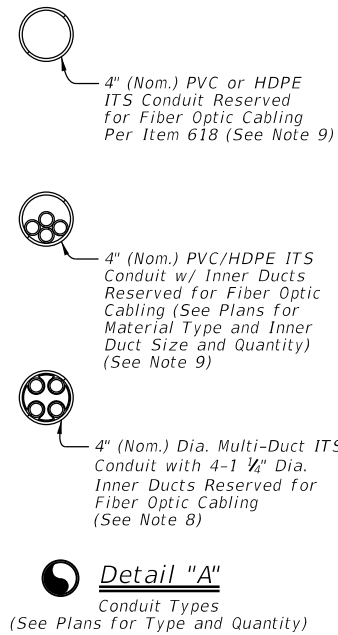 4" (Nom.) PVC or HDPE
ITS Conduit Reserved
for Fiber Optic Cabling
Per Item 618 (See Note 9)
4" (Nom.) PVC/HDPE ITS
Conduit w/ Inner Ducts
Reserved for Fiber Optic
Cabling (See Plans for
Material Type and Inner
Duct Size and Quantity)
(See Note 9)
4" (Nom.) Dia. Multi-Duct ITS
Conduit with 4-1 ¼" Dia.
Inner Ducts Reserved for
Fiber Optic Cabling
(See Note 8)
Detail "A"
Conduit Types
(See Plans for Type and Quantity)